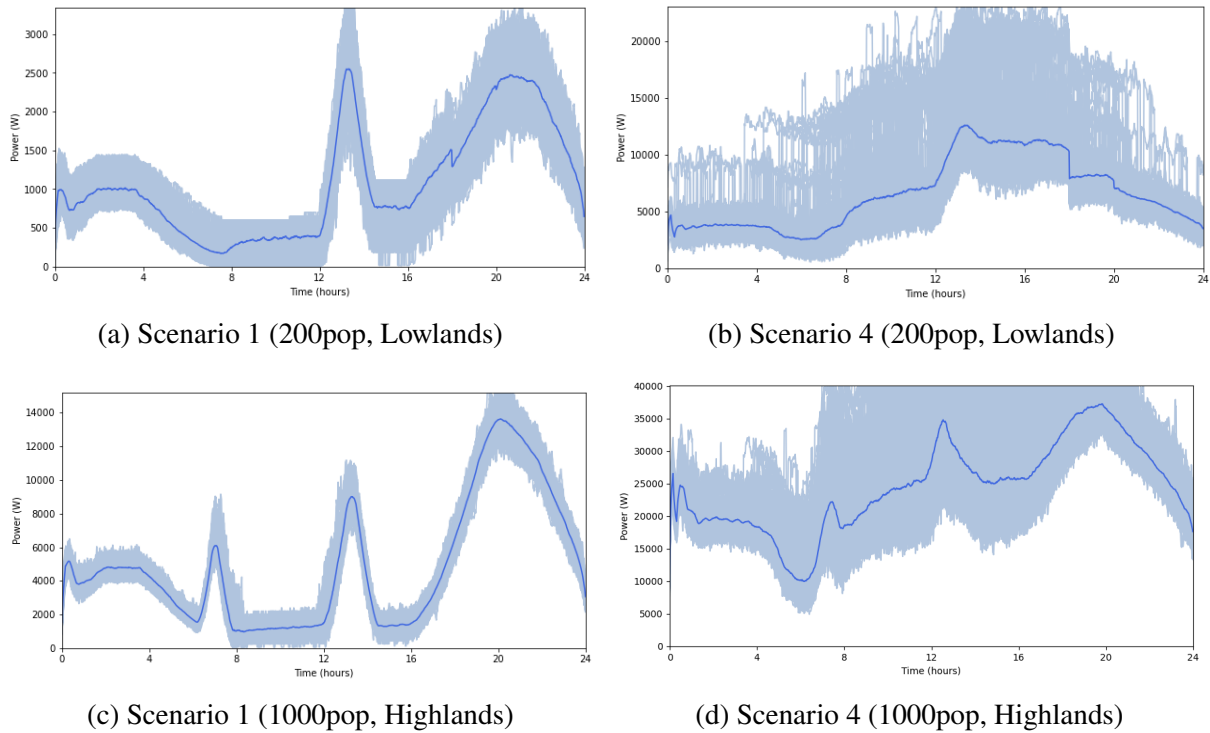 3000
2500
2000
1500
1000
500
0
Power (W)
0 4 8 12 16 20 24
Time (hours)
(a) Scenario 1 (200pop, Lowlands)
20000
15000
10000
5000
0
Power (W)
0 4 8 12 16 20 24
Time (hours)
(b) Scenario 4 (200pop, Lowlands)
14000
12000
10000
8000
6000
4000
2000
0
Power (W)
0 4 8 12 16 20 24
Time (hours)
(c) Scenario 1 (1000pop, Highlands)
40000
35000
30000
25000
20000
15000
10000
5000
0
Power (W)
0 4 8 12 16 20 24
Time (hours)
(d) Scenario 4 (1000pop, Highlands)